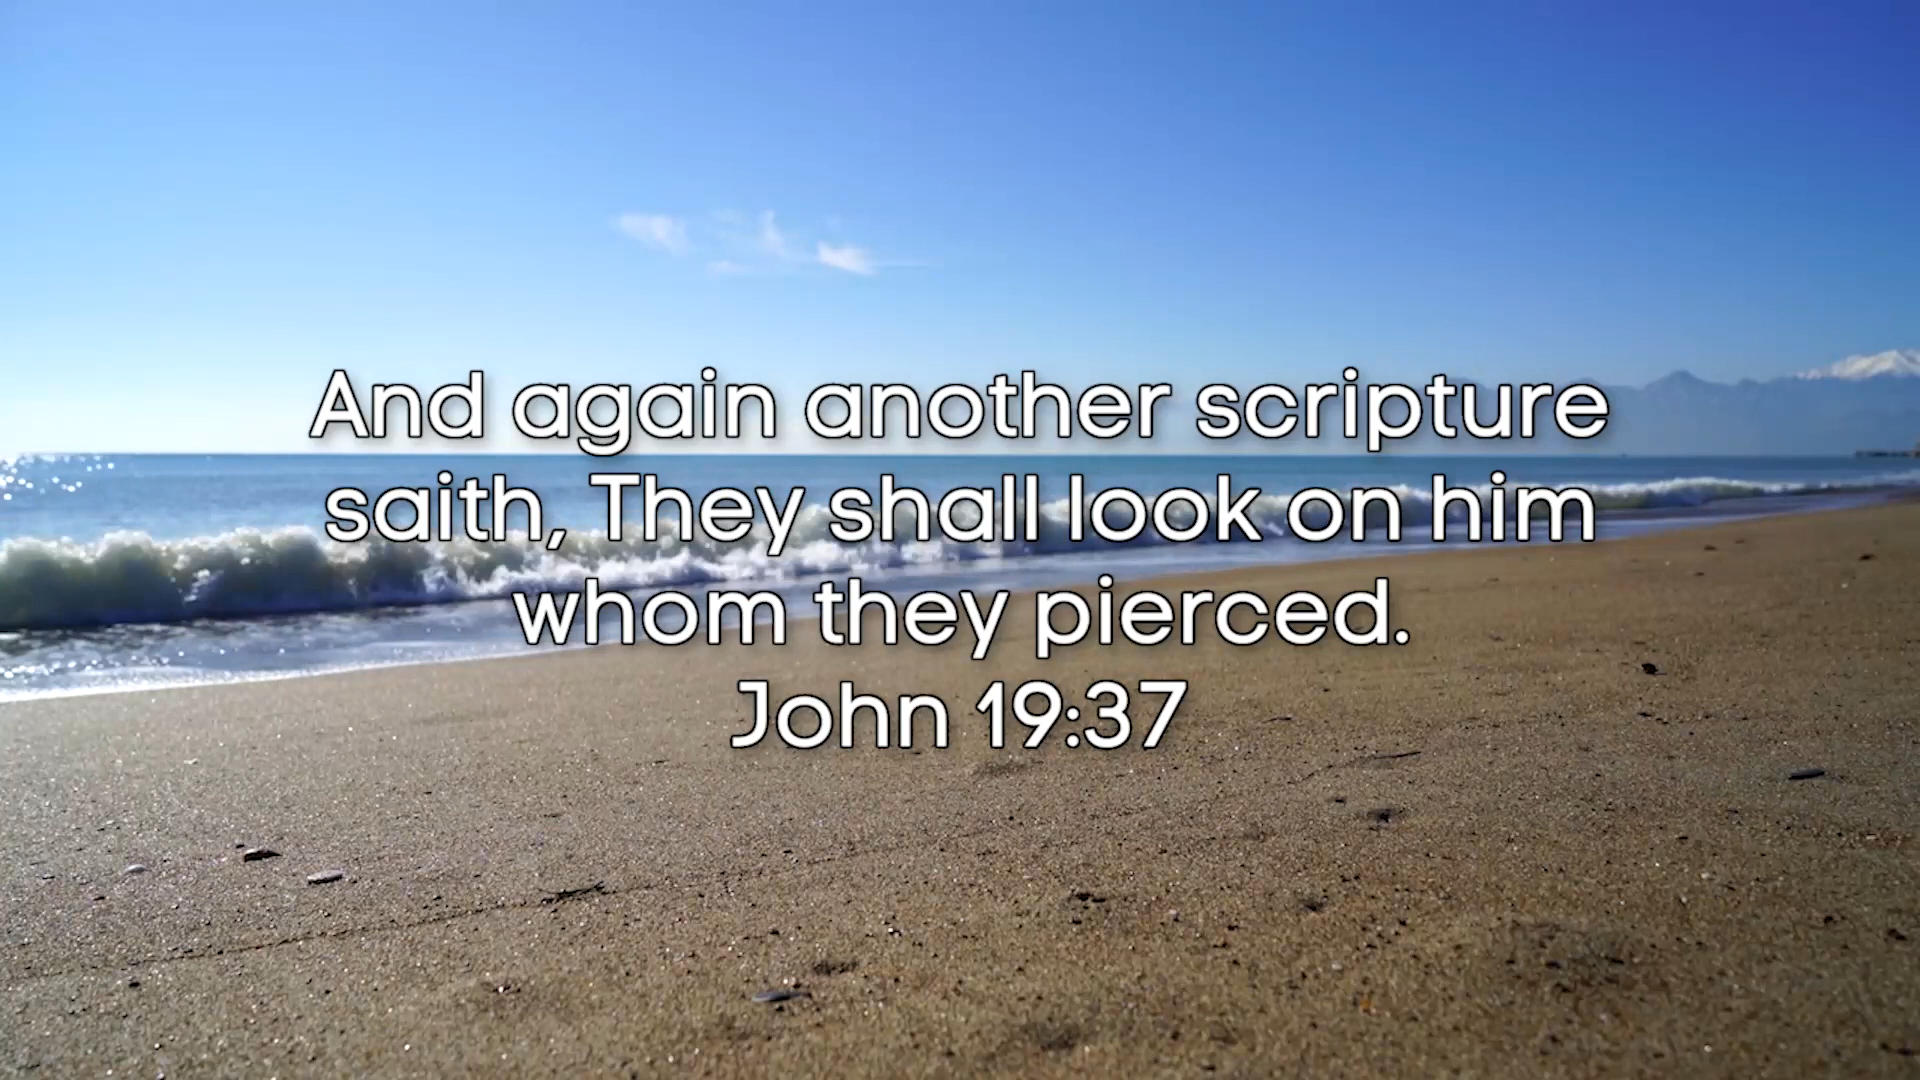 And again another scripture
saith, They shall look on him
whom they pierced.
John 19:37